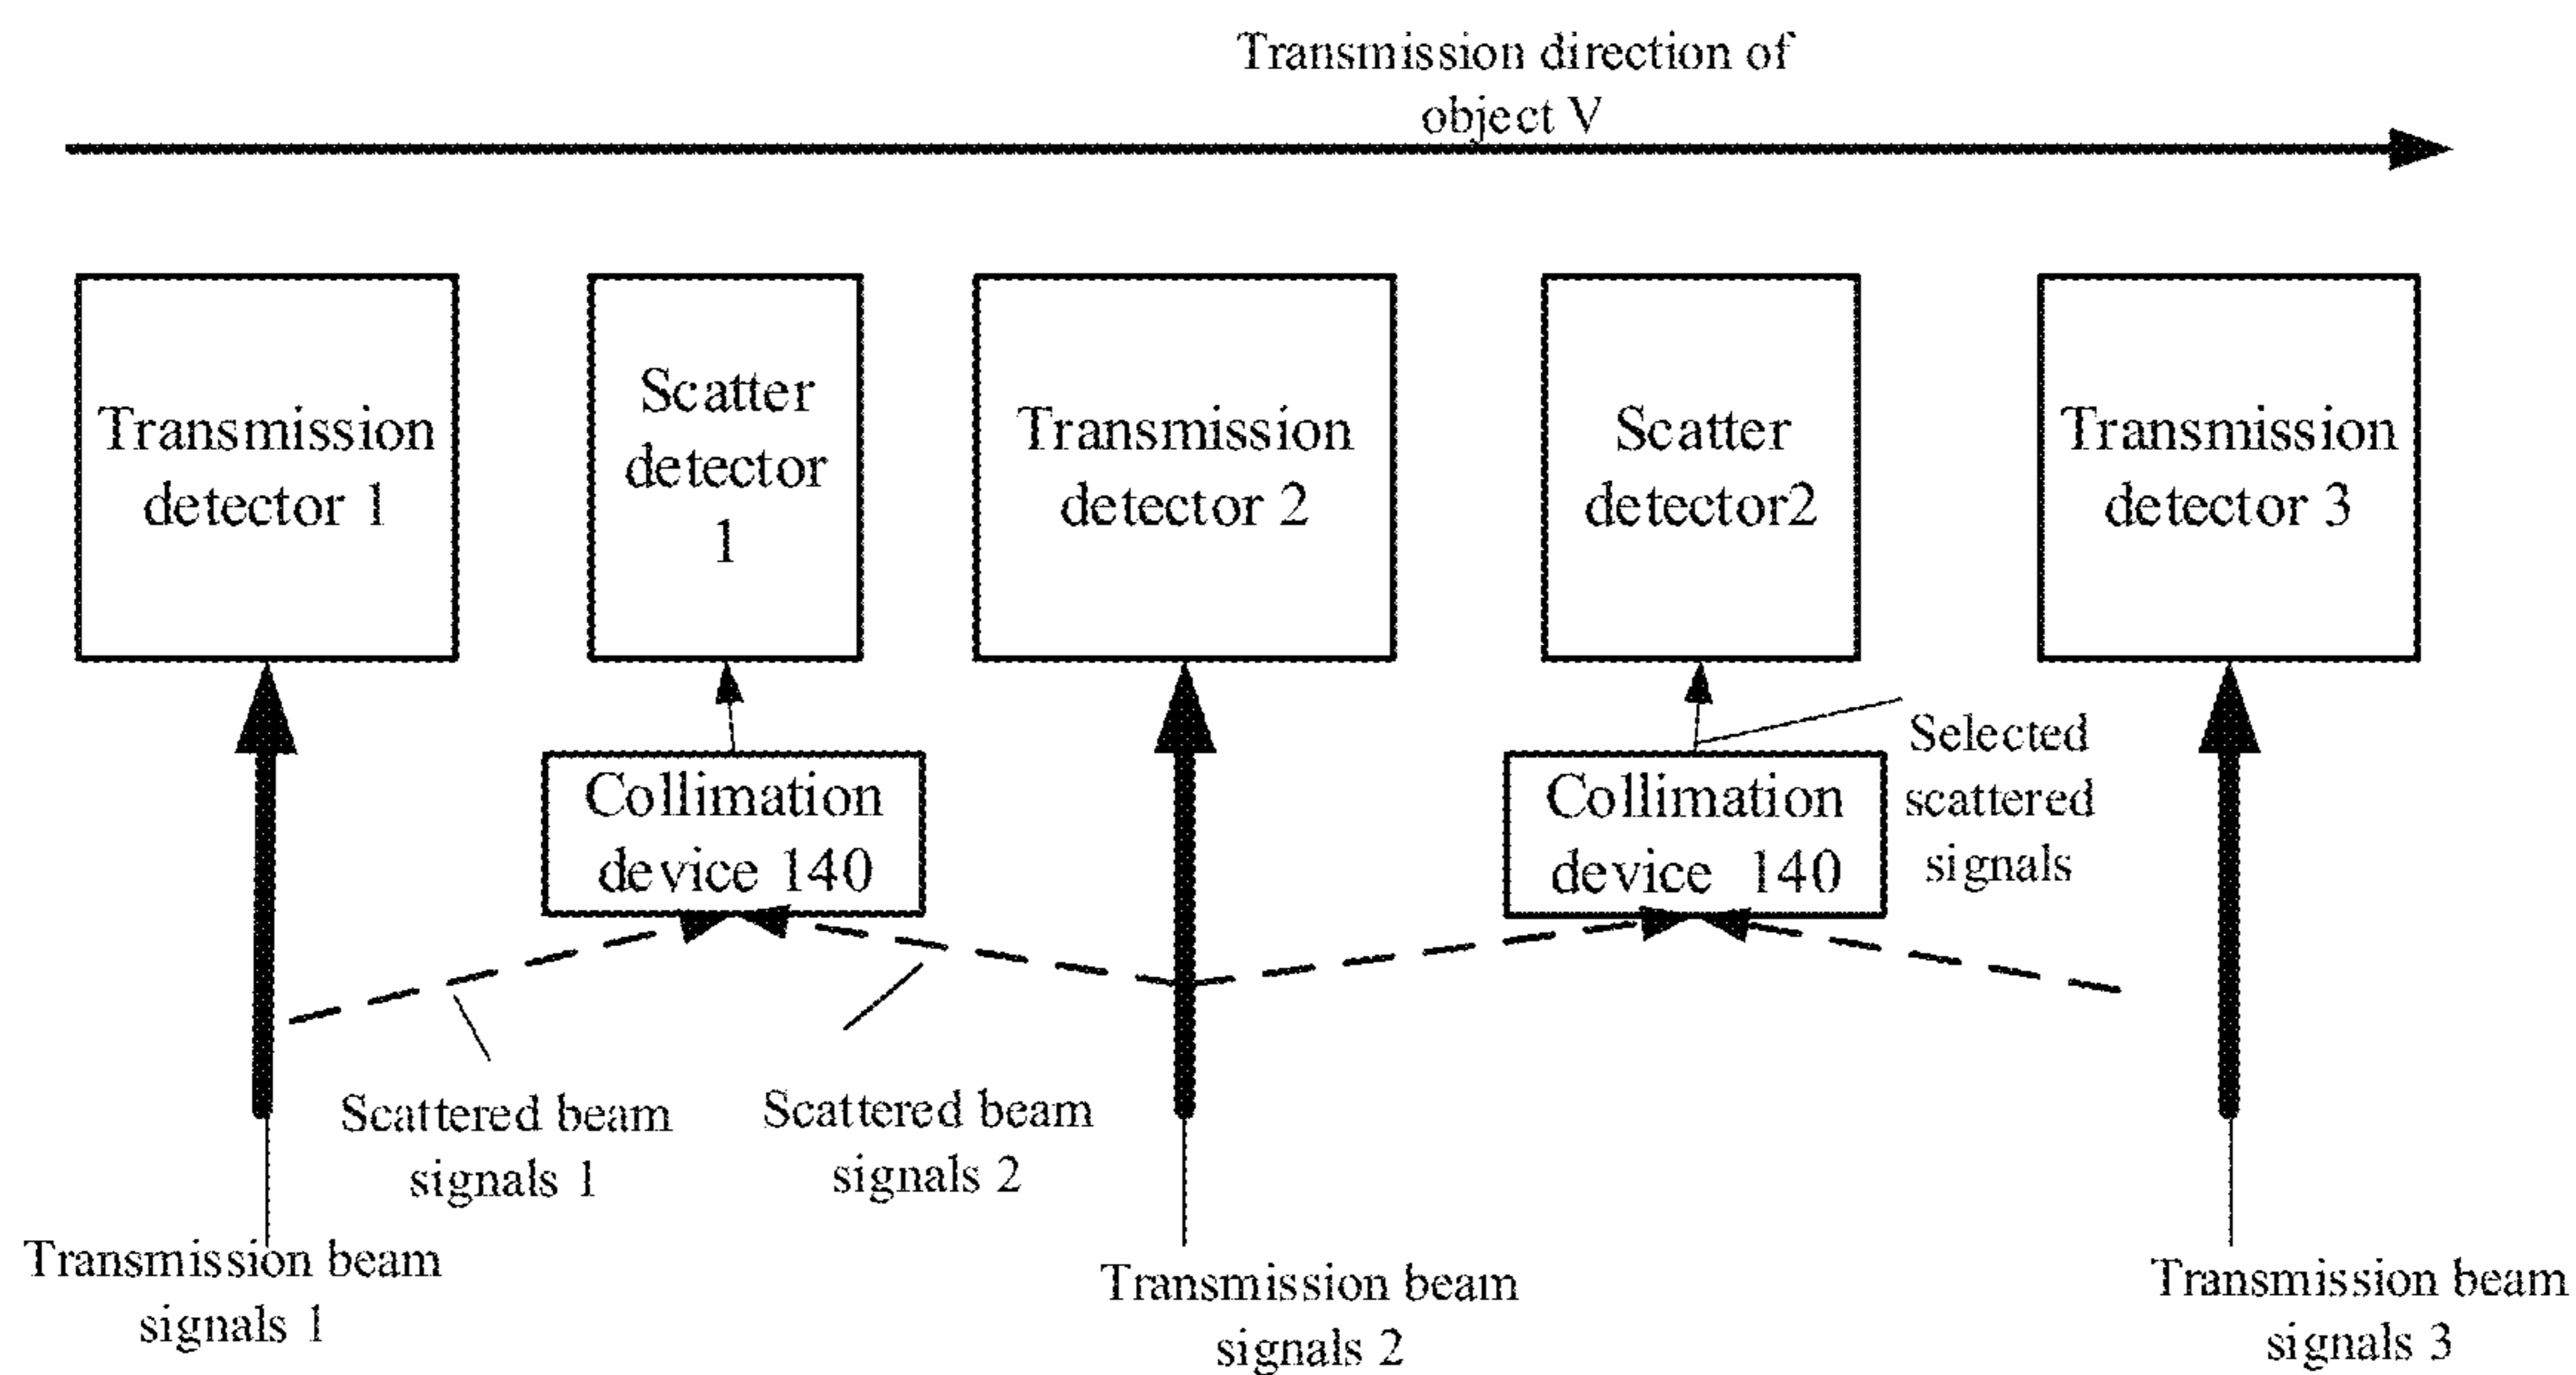 Transmission direction of
object V
Transmission
detector 1
Scatter
detector
1
Transmission
detector 2
Scatter
detector2
Transmission
detector 3
Collimation
device 140
Collimation
device 140
Selected
scattered
signals
Scattered beam
signals 1
Scattered beam
signals 2
Transmission beam
signals 1
Transmission beam
signals 2
Transmission beam
signals 3